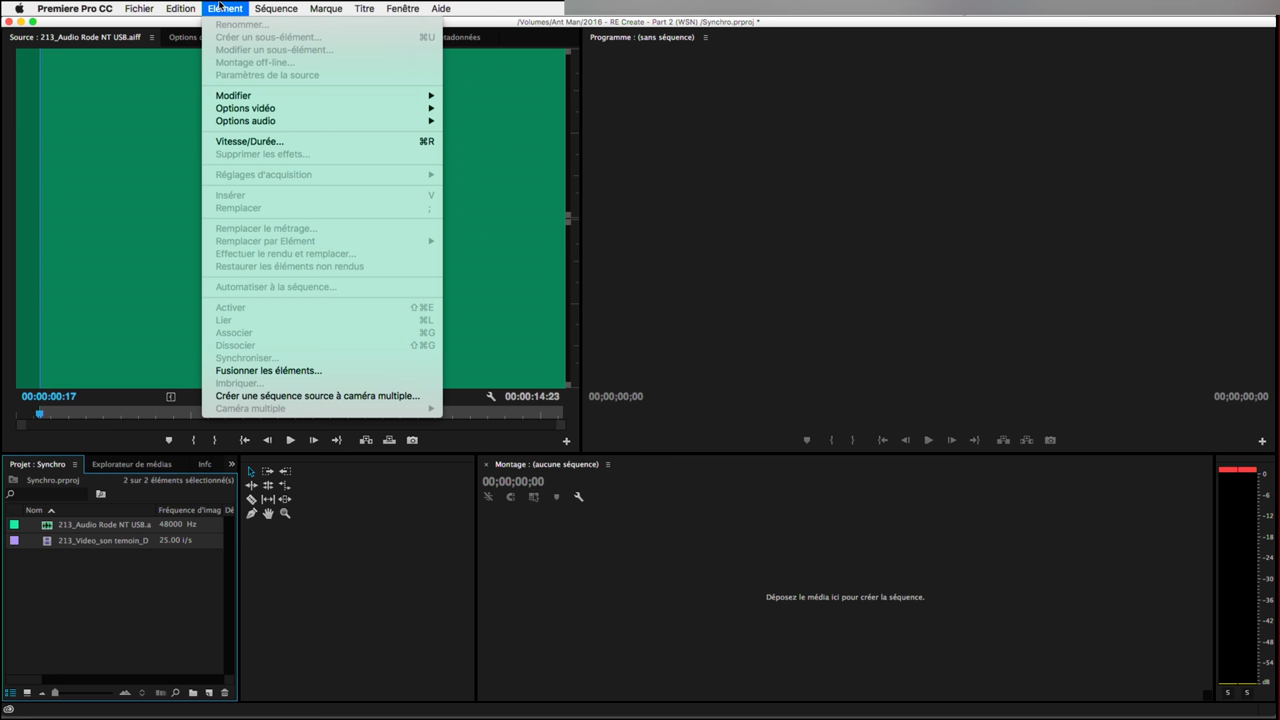 Premiere Pro CC Fichier Edition Elément Séquence Marque Titre Fenêtre Aide
/Volumes/Ant Man/2016 - RE Create - Part 2 (WSN) /Synchro.prproj *
Source : 213_Audio Rode NT USB.aiff Options d tadonnées Programme : (sans séquence)
Renommer...
Créer un sous-élément... ⌘U
Modifier un sous-élément...
Montage off-line...
Paramètres de la source
Modifier
Options vidéo
Options audio
Vitesse/Durée... ⌘R
Supprimer les effets...
Réglages d'acquisition
Insérer V
Remplacer ;
Remplacer le métrage...
Remplacer par Elément
Effectuer le rendu et remplacer...
Restaurer les éléments non rendus
Automatiser à la séquence...
Activer ⇧⌘E
Lier ⌘L
Associer ⌘G
Dissocier ⇧⌘G
Synchroniser...
Fusionner les éléments...
Imbriquer...
Créer une séquence source à caméra multiple...
Caméra multiple
00:00:00:17 00:00:14:23 00;00;00;00 00;00;00;00
Projet : Synchro Explorateur de médias Infc »
Synchro.prproj 2 sur 2 éléments sélectionné(s)
Nom Fréquence d'imag Dé
213_Audio Rode NT USB.a 48000 Hz
213_Video_son temoin_D 25.00 i/s
× Montage : (aucune séquence)
00;00;00;00
Déposez le média ici pour créer la séquence.
0
-6
-12
-18
-24
-30
-36
-42
-48
-54
dB
S S